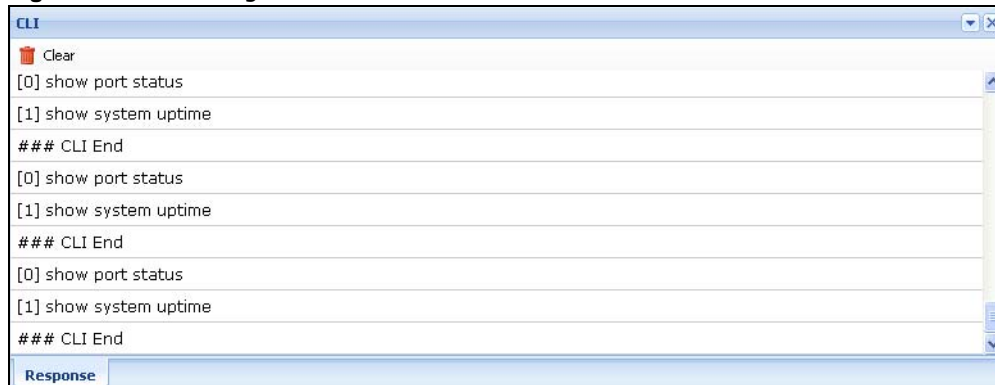 CLI
Clear
[0] show port status
[1] show system uptime
### CLI End
[0] show port status
[1] show system uptime
### CLI End
[0] show port status
[1] show system uptime
### CLI End
Response